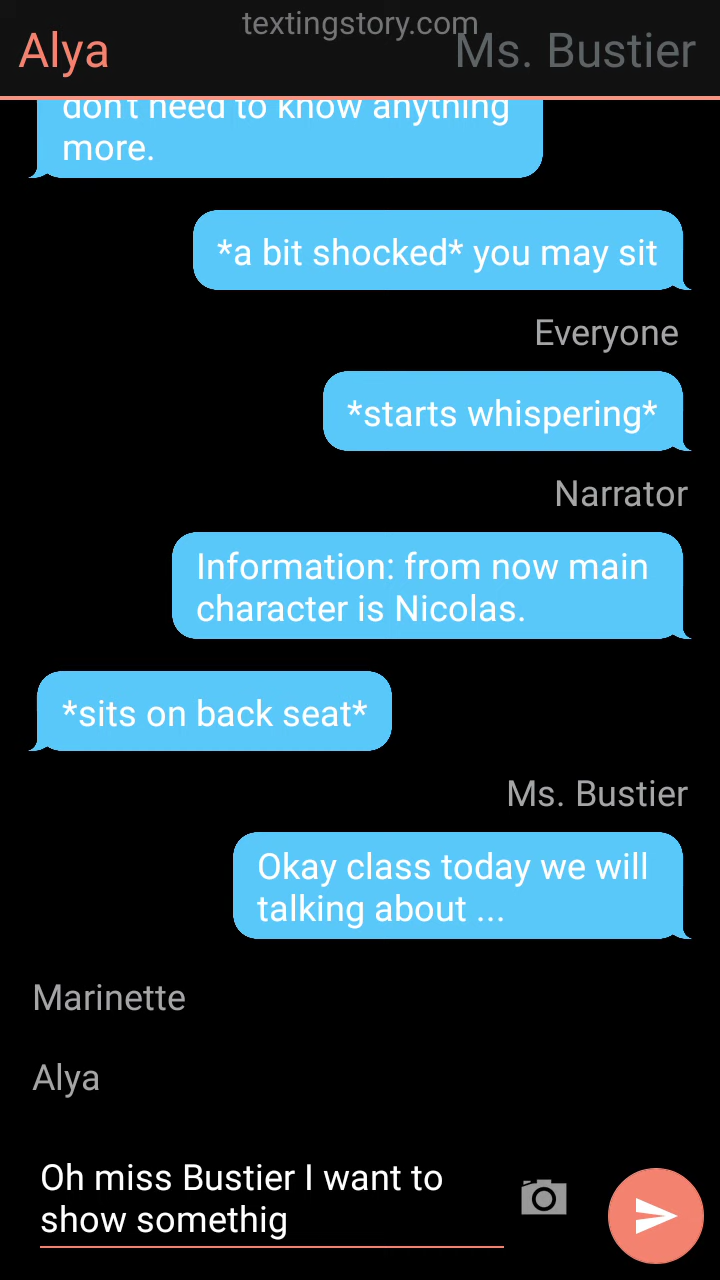 textingstory.com
Alya
Ms. Bustier
don't need to know anything
more.
*a bit shocked* you may sit
Everyone
*starts whispering*
Narrator
Information: from now main
character is Nicolas.
*sits on back seat*
Ms. Bustier
Okay class today we will
talking about ...
Marinette
Alya
Oh miss Bustier I want to
show somethig